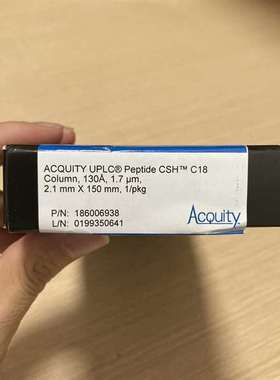 ACQUITY UPLC® Peptide CSH™ C18
Column, 130Å, 1.7 µm,
2.1 mm X 150 mm, 1/pkg
P/N: 186006938
L/N: 0199350641
Acquity